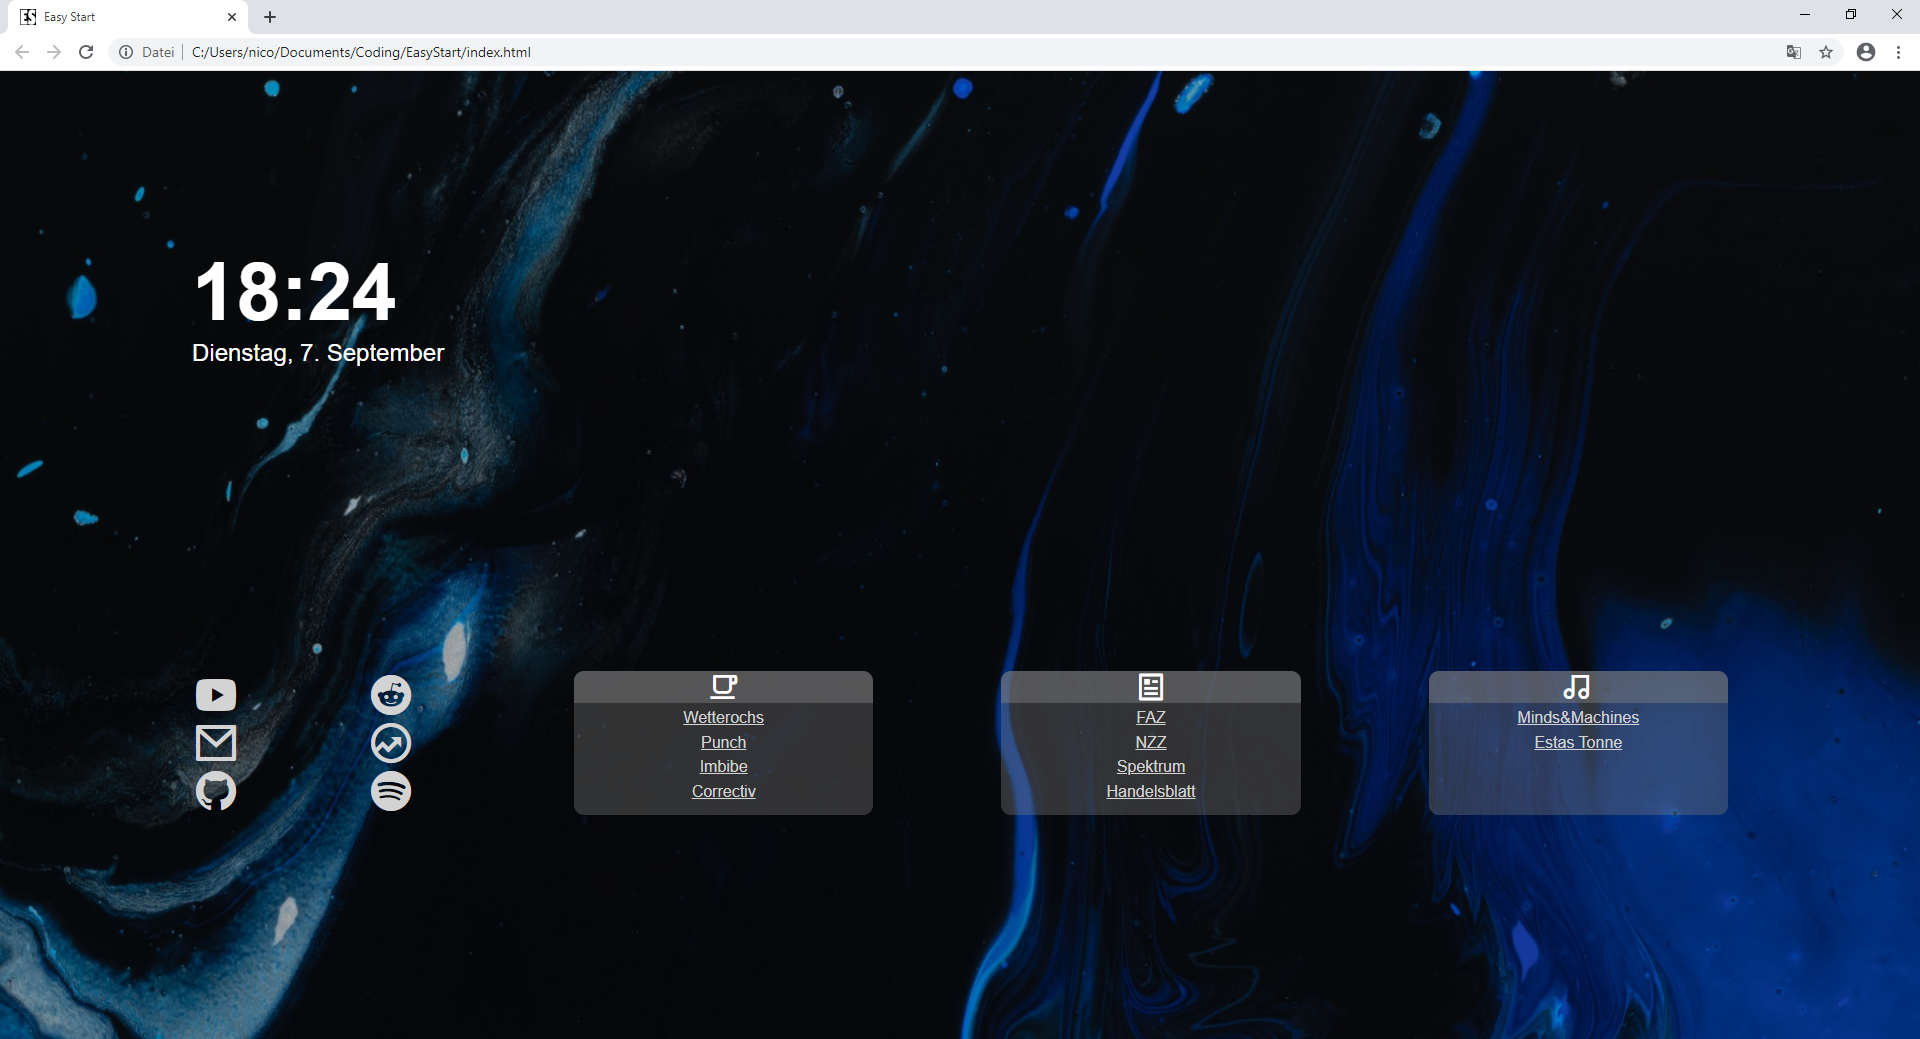 Easy Start
Datei
C:/Users/nico/Documents/Coding/EasyStart/index.html
18:24
Dienstag, 7. September
Wetterochs
Punch
Imbibe
Correctiv
FAZ
NZZ
Spektrum
Handelsblatt
Minds&Machines
Estas Tonne